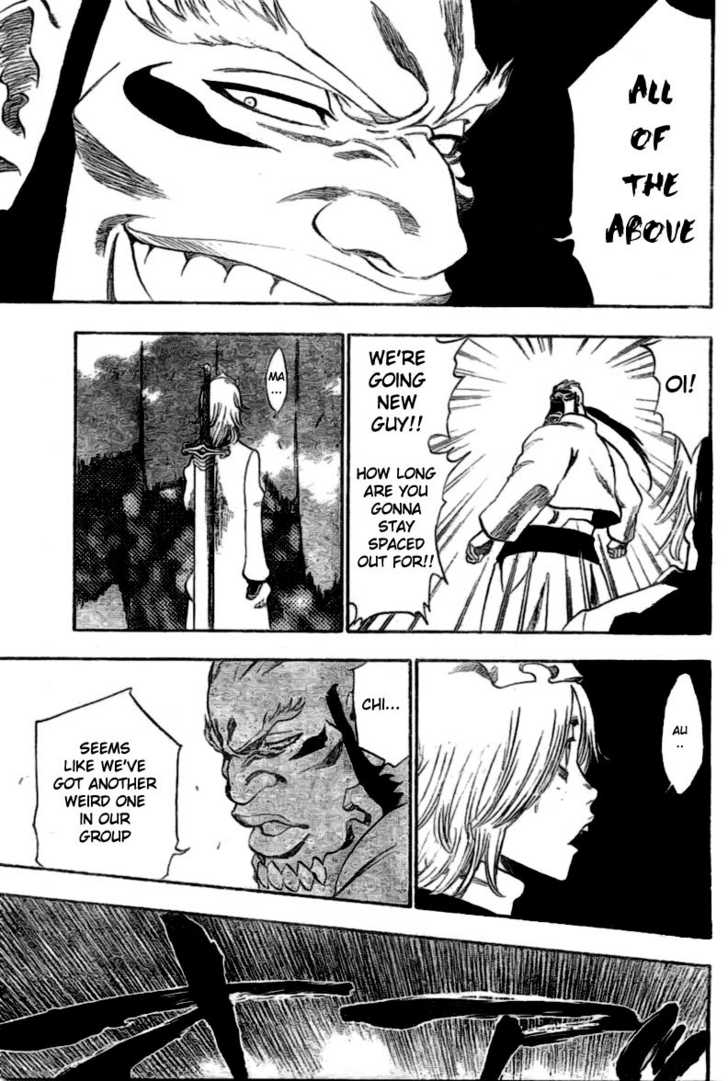 ALL
OF
THE
ABOVE
OI!
WE'RE
GOING
NEW
GUY!!
HOW LONG
ARE YOU
GONNA
STAY
SPACED
OUT FOR!!
MA
...
AU
..
CHI...
SEEMS
LIKE WE'VE
GOT ANOTHER
WEIRD ONE
IN OUR
GROUP